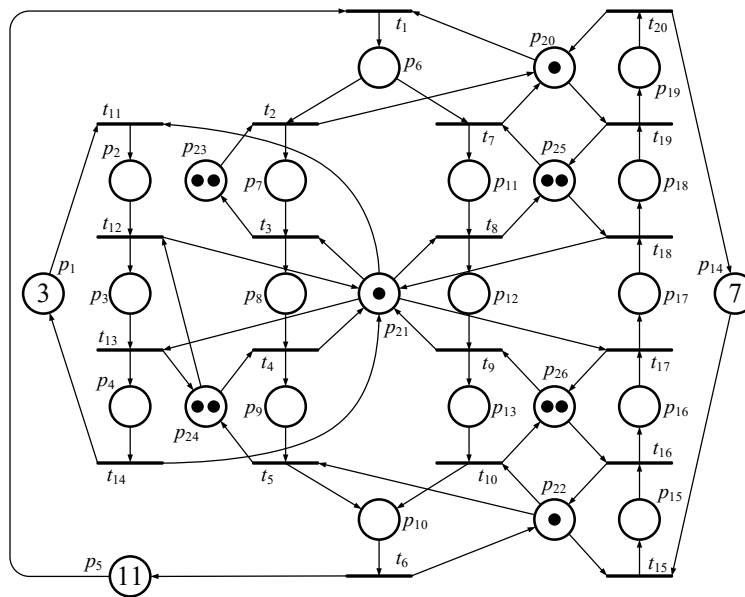 t1 t20
p20
p6 p19
t11 t2 t7 t19
p23 p25
p2 p7 p11 p18
t12 t3 t8 t18
p1 3 p3 p8 p21 p12 p17 p14 7
t13 t4 t9 t17
p4 p24 p9 p13 p26 p16
t14 t5 t10 t16
p22
p10 p15
p5 11 t6 t15